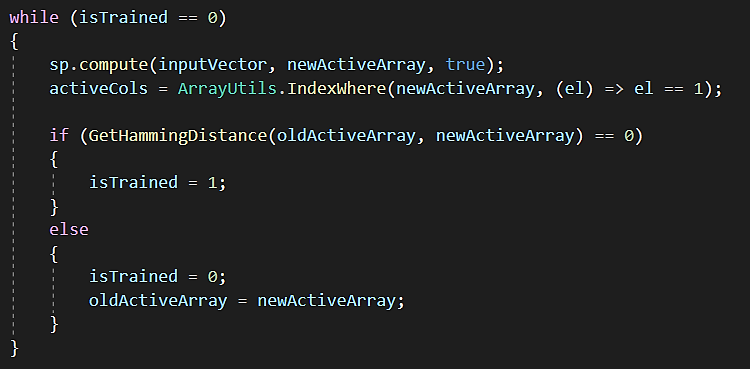 while (isTrained == 0)
{
sp.compute(inputVector, newActiveArray, true);
activeCols = ArrayUtils.IndexWhere(newActiveArray, (el) => el == 1);
if (GetHammingDistance(oldActiveArray, newActiveArray) == 0)
{
isTrained = 1;
}
else
{
isTrained = 0;
oldActiveArray = newActiveArray;
}
}